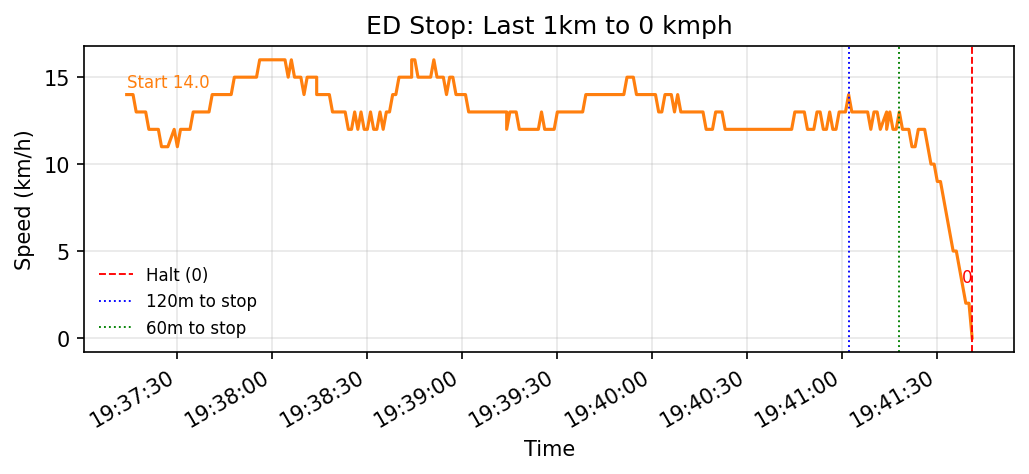 ED Stop: Last 1km to 0 kmph
Start 14.0
15
10
5
0
Speed (km/h)
0
Halt (0)
120m to stop
60m to stop
19:37:30
19:38:00
19:38:30
19:39:00
19:39:30
19:40:00
19:40:30
19:41:00
19:41:30
Time